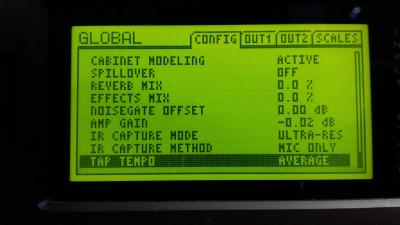 GLOBAL CONFIG OUT1 OUT2 SCALES
CABINET MODELING ACTIVE
SPILLOVER OFF
REVERB MIX 0.0 %
EFFECTS MIX 0.0 %
NOISEGATE OFFSET 0.00 dB
AMP GAIN -0.02 dB
IR CAPTURE MODE ULTRA-RES
IR CAPTURE METHOD MIC ONLY
TAP TEMPO AVERAGE